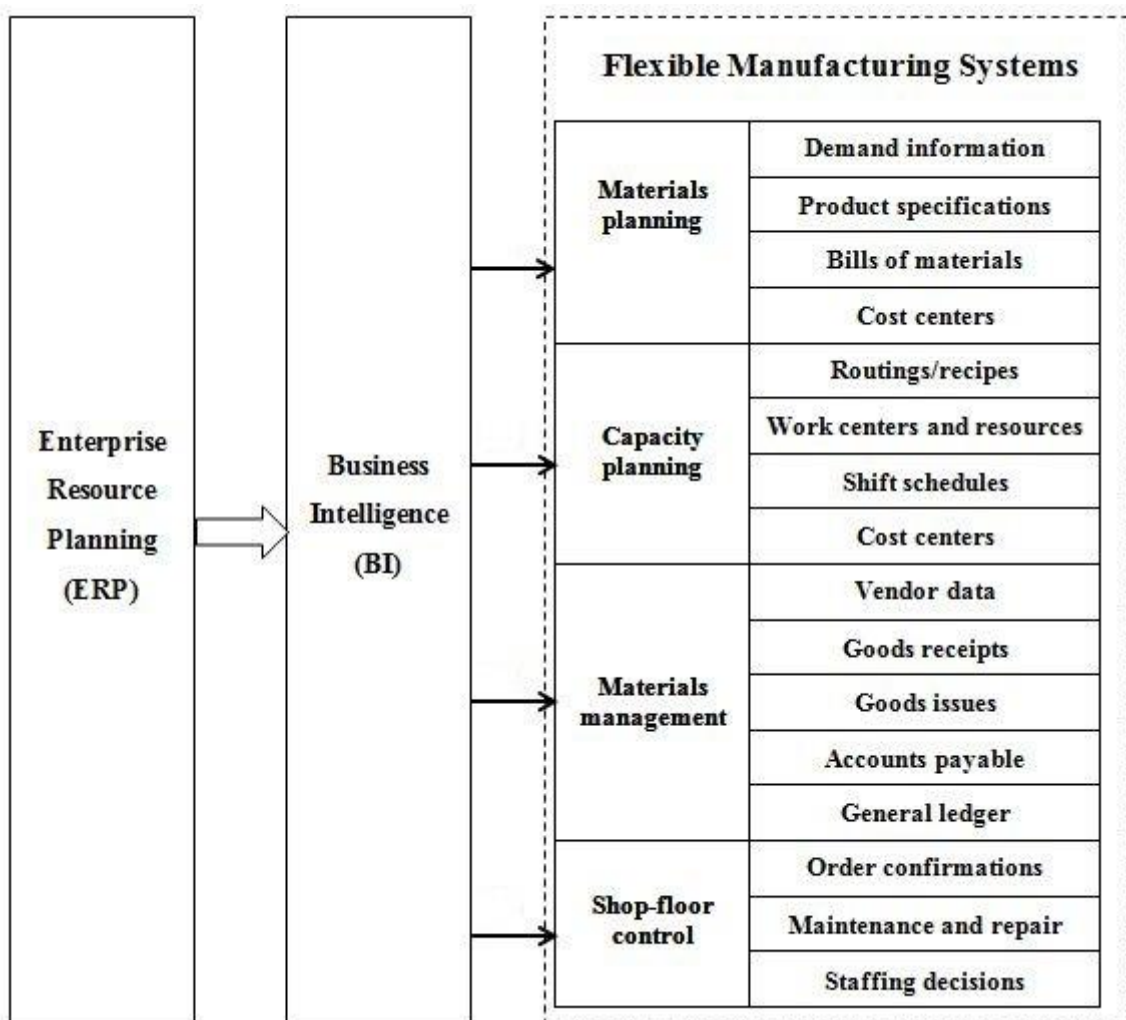 Flexible Manufacturing Systems
Enterprise
Resource
Planning
(ERP)
Business
Intelligence
(BI)
Materials
planning
Demand information
Product specifications
Bills of materials
Cost centers
Capacity
planning
Routings/recipes
Work centers and resources
Shift schedules
Cost centers
Materials
management
Vendor data
Goods receipts
Goods issues
Accounts payable
General ledger
Shop-floor
control
Order confirmations
Maintenance and repair
Staffing decisions